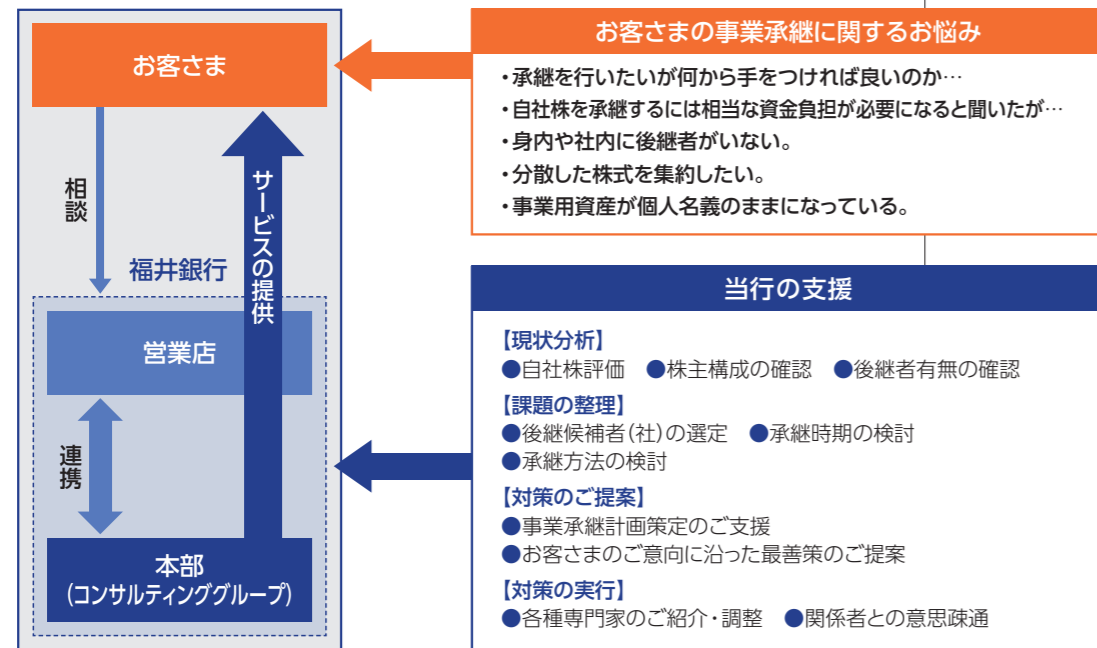 お客さま
相談
サービスの提供
福井銀行
営業店
連携
本部
(コンサルティンググループ)
お客さまの事業承継に関するお悩み
・承継を行いたいが何から手をつければ良いのか…
・自社株を承継するには相当な資金負担が必要になると聞いたが…
・身内や社内に後継者がいない。
・分散した株式を集約したい。
・事業用資産が個人名義のままになっている。
当行の支援
【現状分析】
●自社株評価 ●株主構成の確認 ●後継者有無の確認
【課題の整理】
●後継候補者(社)の選定 ●承継時期の検討
●承継方法の検討
【対策のご提案】
●事業承継計画策定のご支援
●お客さまのご意向に沿った最善策のご提案
【対策の実行】
●各種専門家のご紹介・調整 ●関係者との意思疎通